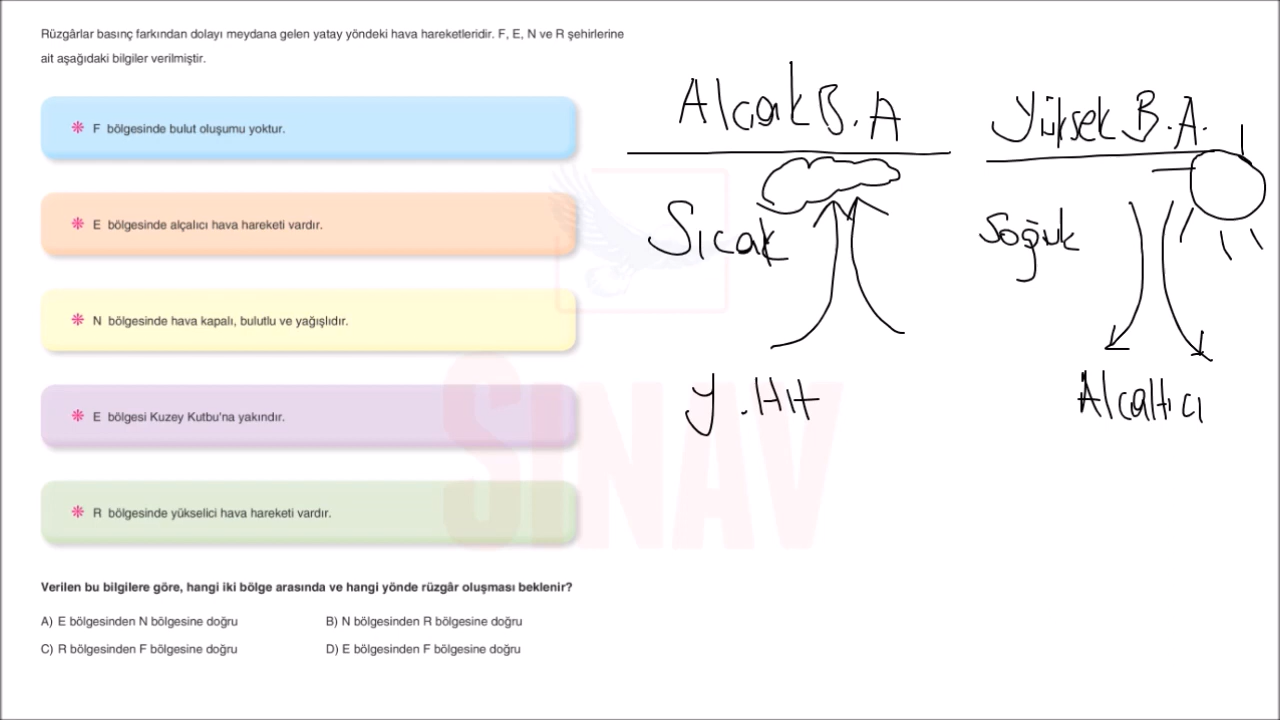 Rüzgârlar basınç farkından dolayı meydana gelen yatay yöndeki hava hareketleridir. F, E, N ve R şehirlerine
ait aşağıdaki bilgiler verilmiştir.
F bölgesinde bulut oluşumu yoktur.
E bölgesinde alçalıcı hava hareketi vardır.
N bölgesinde hava kapalı, bulutlu ve yağışlıdır.
E bölgesi Kuzey Kutbu'na yakındır.
R bölgesinde yükselici hava hareketi vardır.
Verilen bu bilgilere göre, hangi iki bölge arasında ve hangi yönde rüzgâr oluşması beklenir?
A) E bölgesinden N bölgesine doğru
B) N bölgesinden R bölgesine doğru
C) R bölgesinden F bölgesine doğru
D) E bölgesinden F bölgesine doğru
Alçak B.A
Sıcak
y.Hıt
Yüksek B.A.
Soğuk
Alcaltıcı
SINAV